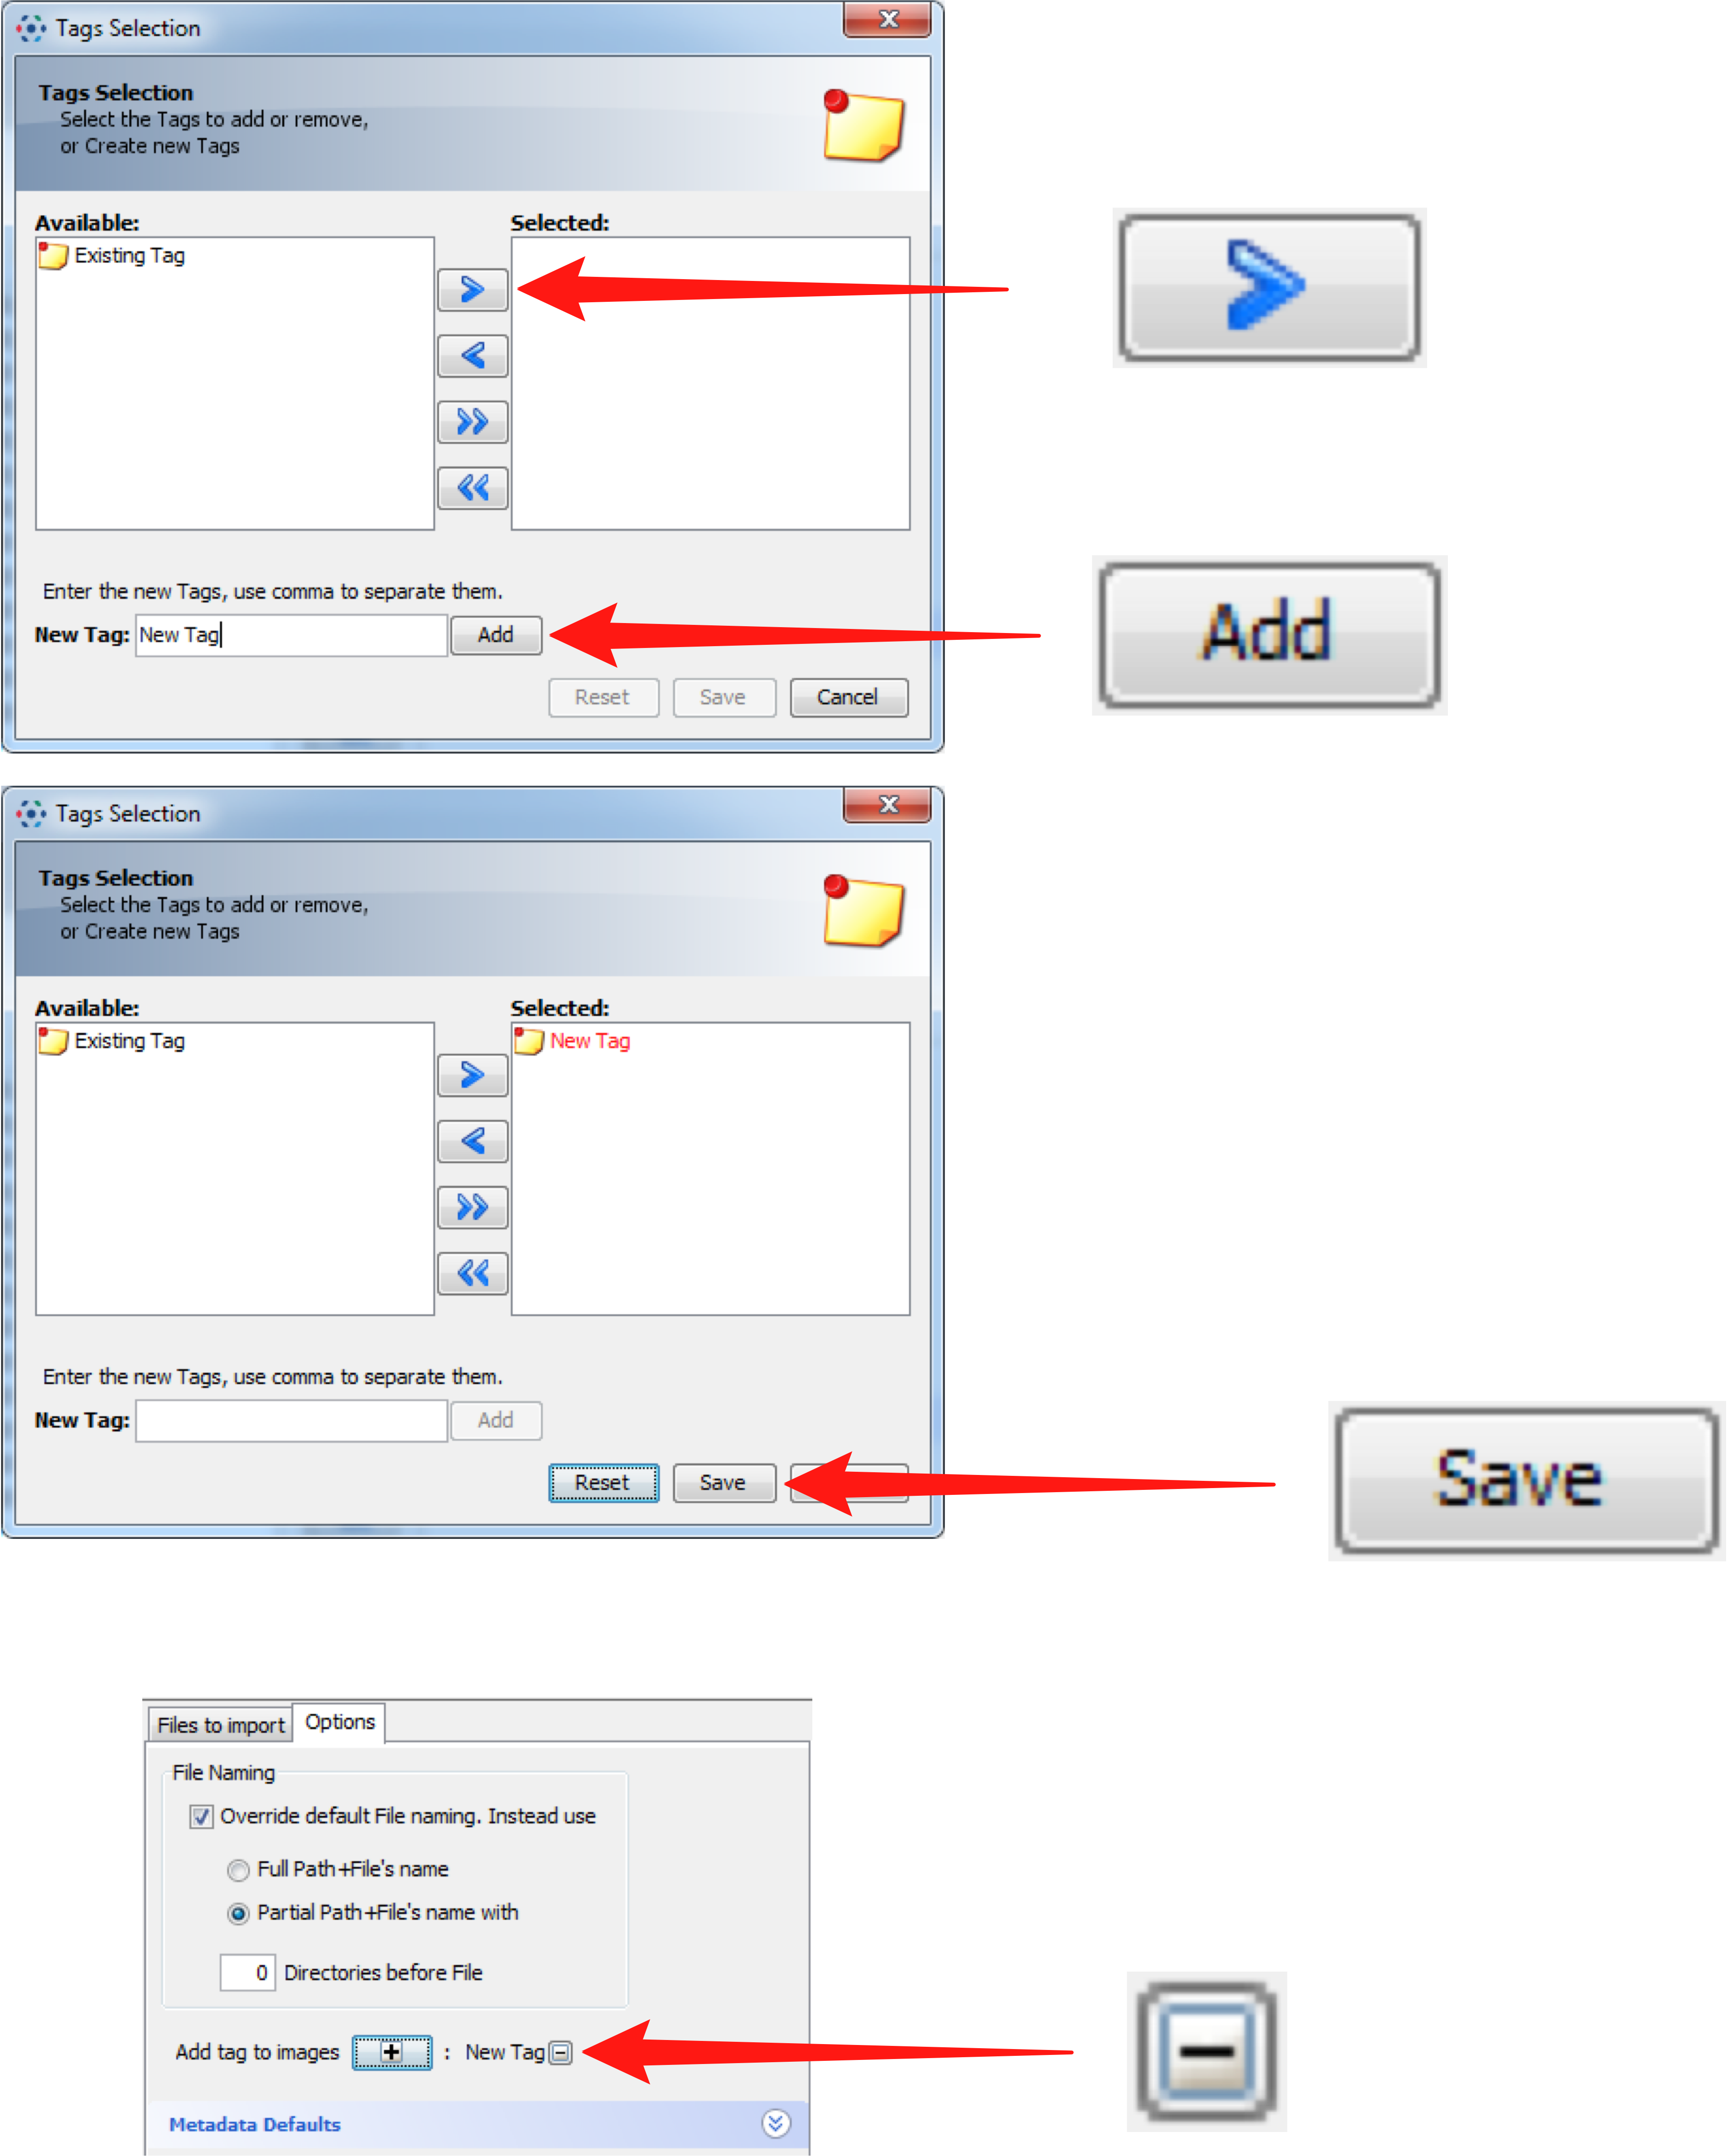 Tags Selection
Tags Selection
Select the Tags to add or remove,
or Create new Tags
Available:
Selected:
Existing Tag
Enter the new Tags, use comma to separate them.
New Tag: New Tag Add
Add
Reset Save Cancel
Tags Selection
Tags Selection
Select the Tags to add or remove,
or Create new Tags
Available:
Selected:
Existing Tag
New Tag
Enter the new Tags, use comma to separate them.
New Tag: Add
Reset Save
Save
Files to import Options
File Naming
Override default File naming. Instead use
Full Path+File's name
Partial Path+File's name with
0 Directories before File
Add tag to images + : New Tag
Metadata Defaults